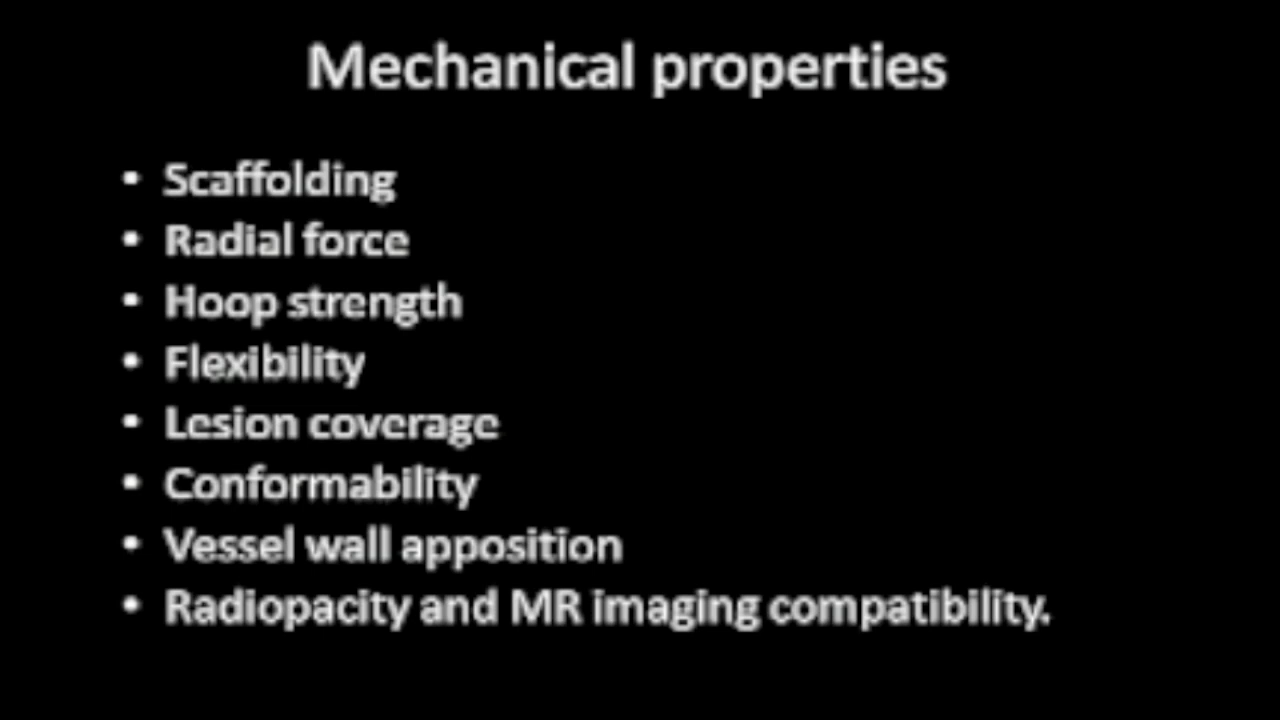 Mechanical properties
• Scaffolding
• Radial force
• Hoop strength
• Flexibility
• Lesion coverage
• Conformability
• Vessel wall apposition
• Radiopacity and MR imaging compatibility.